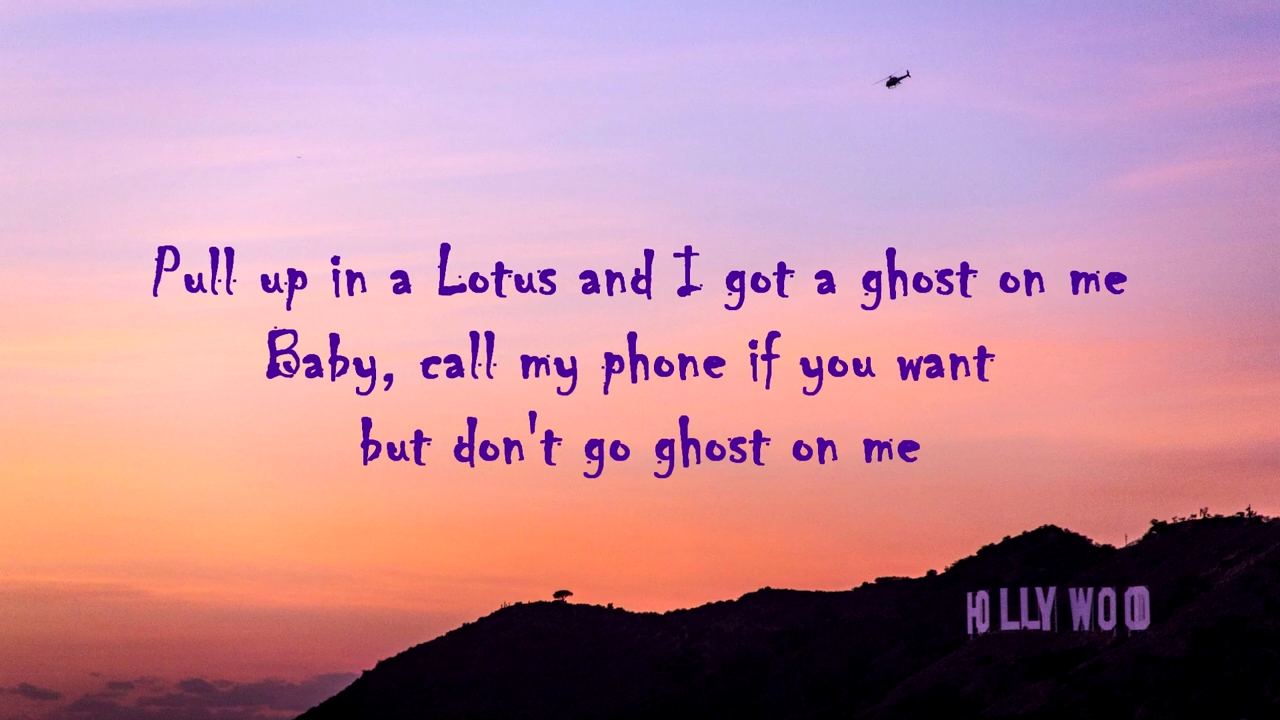 Pull up in a Lotus and I got a ghost on me
Baby, call my phone if you want
but don't go ghost on me
HOLLYWOOD